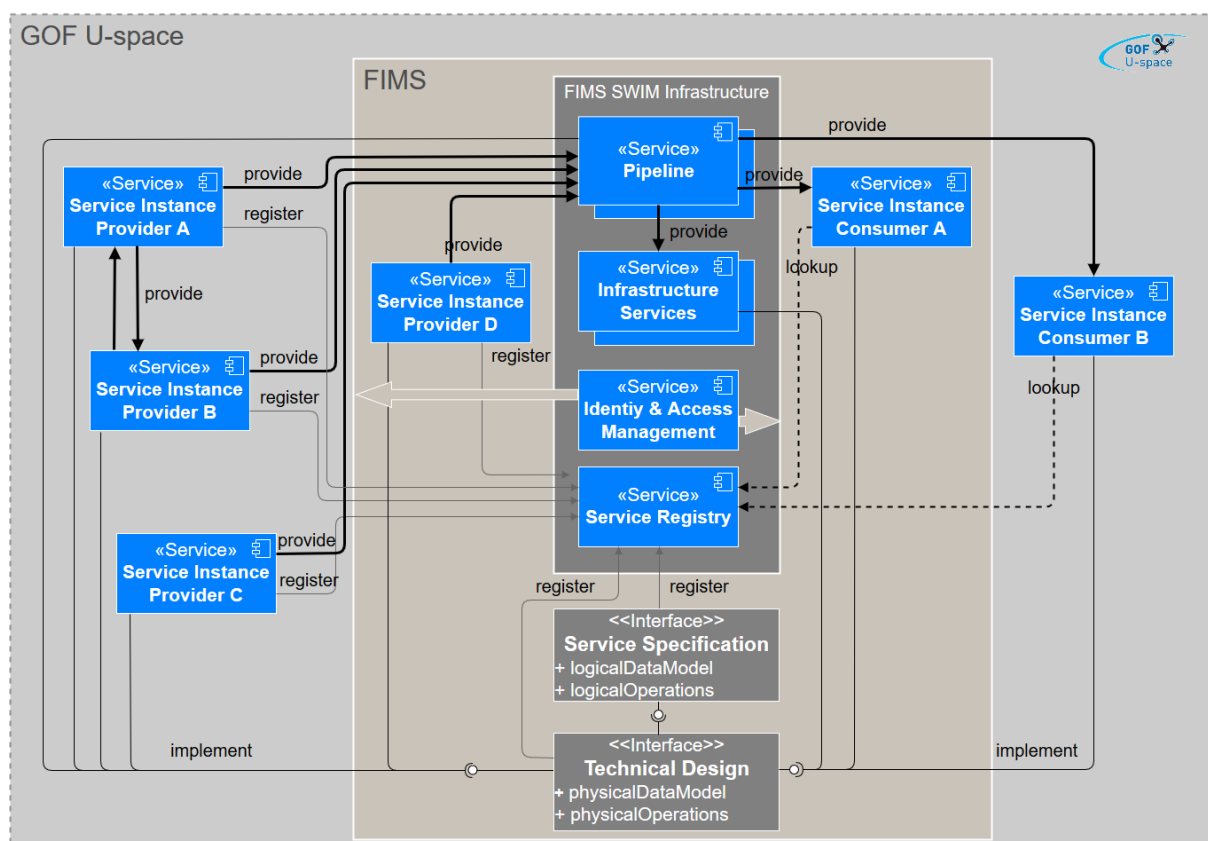 GOF U-space
GOF
U-space
FIMS
FIMS SWIM Infrastructure
provide
«Service»
Pipeline
provide
«Service»
Service Instance
Provider A
provide
register
provide
«Service»
Service Instance
Consumer A
provide
lookup
«Service»
Infrastructure
Services
provide
«Service»
Service Instance
Provider D
register
provide
«Service»
Service Instance
Consumer B
lookup
«Service»
Service Instance
Provider B
provide
register
«Service»
Identiy & Access
Management
«Service»
Service Registry
«Service»
Service Instance
Provider C
provide
register
register
register
<<Interface>>
Service Specification
+ logicalDataModel
+ logicalOperations
implement
<<Interface>>
Technical Design
+ physicalDataModel
+ physicalOperations
implement